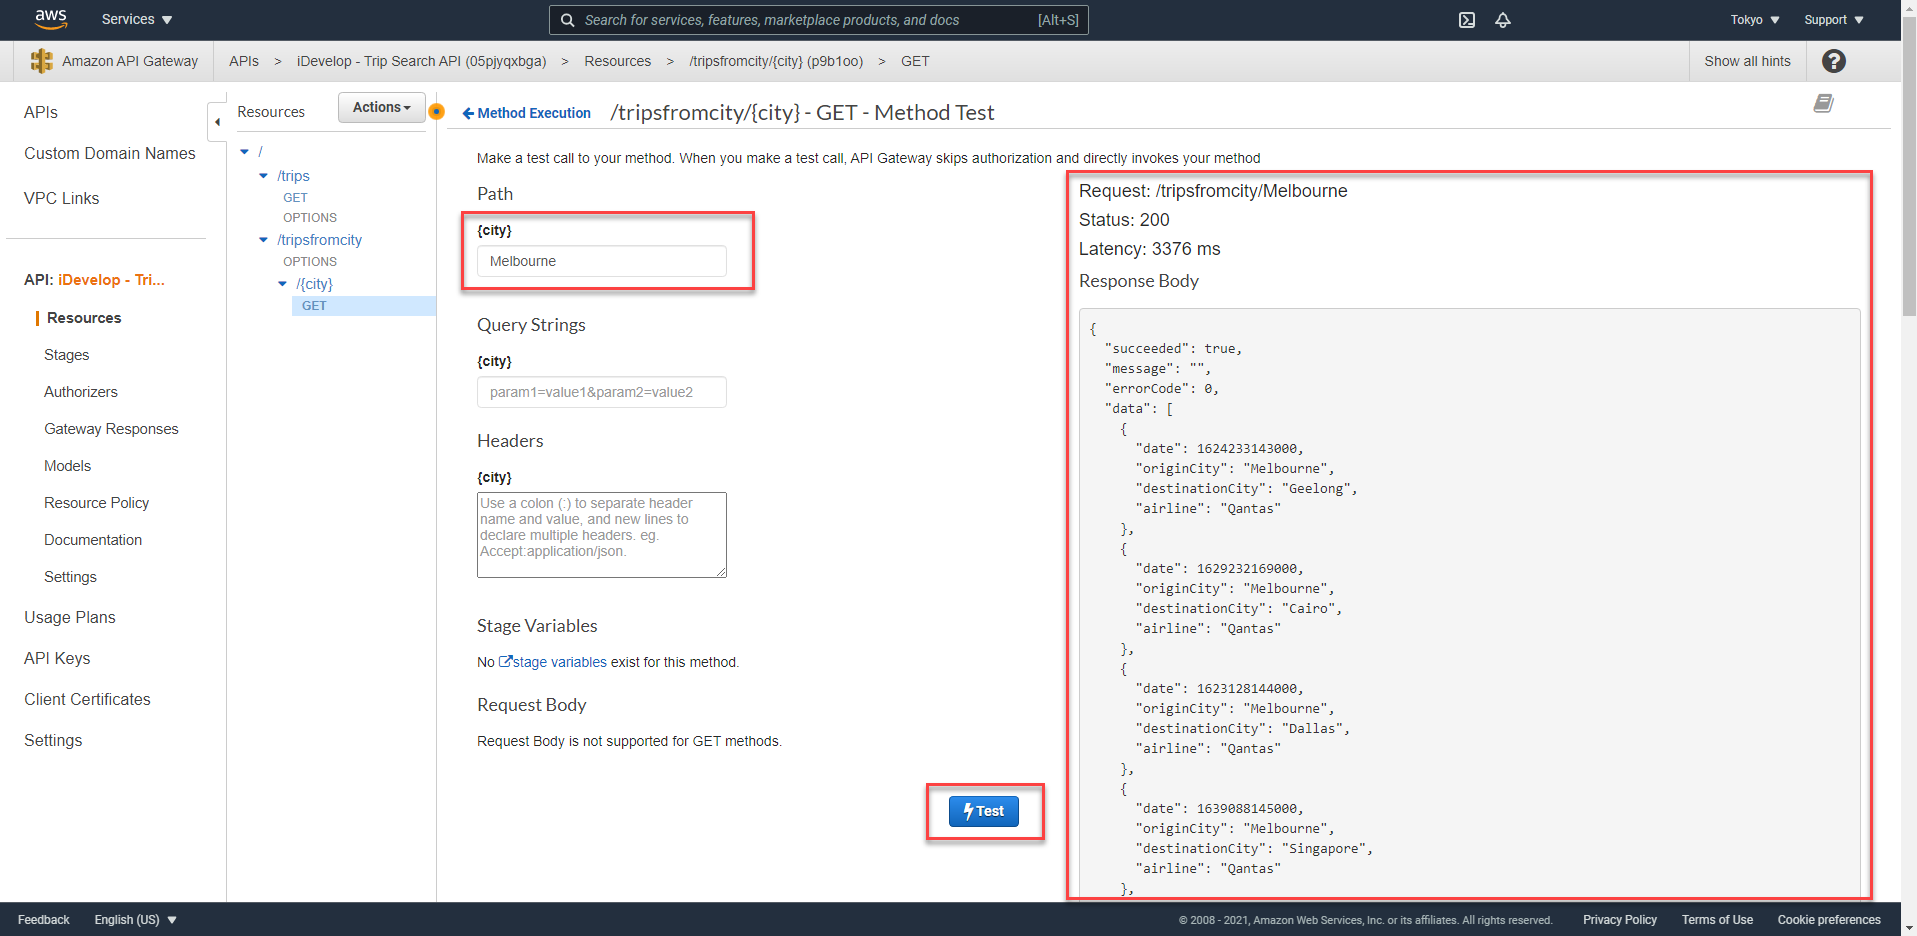 aws Services Search for services, features, marketplace products, and docs [Alt+S] Tokyo Support
Amazon API Gateway APIs > iDevelop - Trip Search API (05pjyqxbga) > Resources > /tripsfromcity/{city} (p9b1oo) > GET Show all hints ?
APIs
Custom Domain Names
VPC Links
API: iDevelop - Tri...
Resources
Stages
Authorizers
Gateway Responses
Models
Resource Policy
Documentation
Settings
Usage Plans
API Keys
Client Certificates
Settings
Resources Actions
/
/trips
GET
OPTIONS
/tripsfromcity
OPTIONS
/{city}
GET
Method Execution /tripsfromcity/{city} - GET - Method Test
Make a test call to your method. When you make a test call, API Gateway skips authorization and directly invokes your method
Path
{city}
Melbourne
Query Strings
{city}
param1=value1&param2=value2
Headers
{city}
Use a colon (:) to separate header
name and value, and new lines to
declare multiple headers. eg.
Accept:application/json.
Stage Variables
No stage variables exist for this method.
Request Body
Request Body is not supported for GET methods.
Test
Request: /tripsfromcity/Melbourne
Status: 200
Latency: 3376 ms
Response Body
{
"succeeded": true,
"message": "",
"errorCode": 0,
"data": [
{
"date": 1624233143000,
"originCity": "Melbourne",
"destinationCity": "Geelong",
"airline": "Qantas"
},
{
"date": 1629232169000,
"originCity": "Melbourne",
"destinationCity": "Cairo",
"airline": "Qantas"
},
{
"date": 1623128144000,
"originCity": "Melbourne",
"destinationCity": "Dallas",
"airline": "Qantas"
},
{
"date": 1639088145000,
"originCity": "Melbourne",
"destinationCity": "Singapore",
"airline": "Qantas"
},
Feedback English (US) © 2008 - 2021, Amazon Web Services, Inc. or its affiliates. All rights reserved. Privacy Policy Terms of Use Cookie preferences